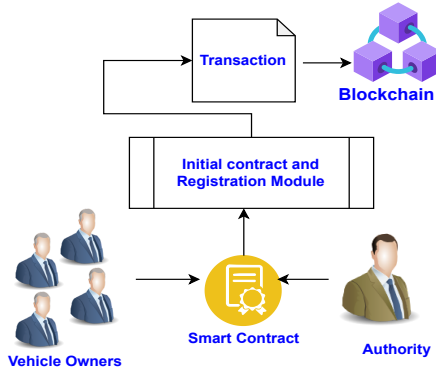 Transaction
Blockchain
Initial contract and
Registration Module
Smart Contract
Authority
Vehicle Owners